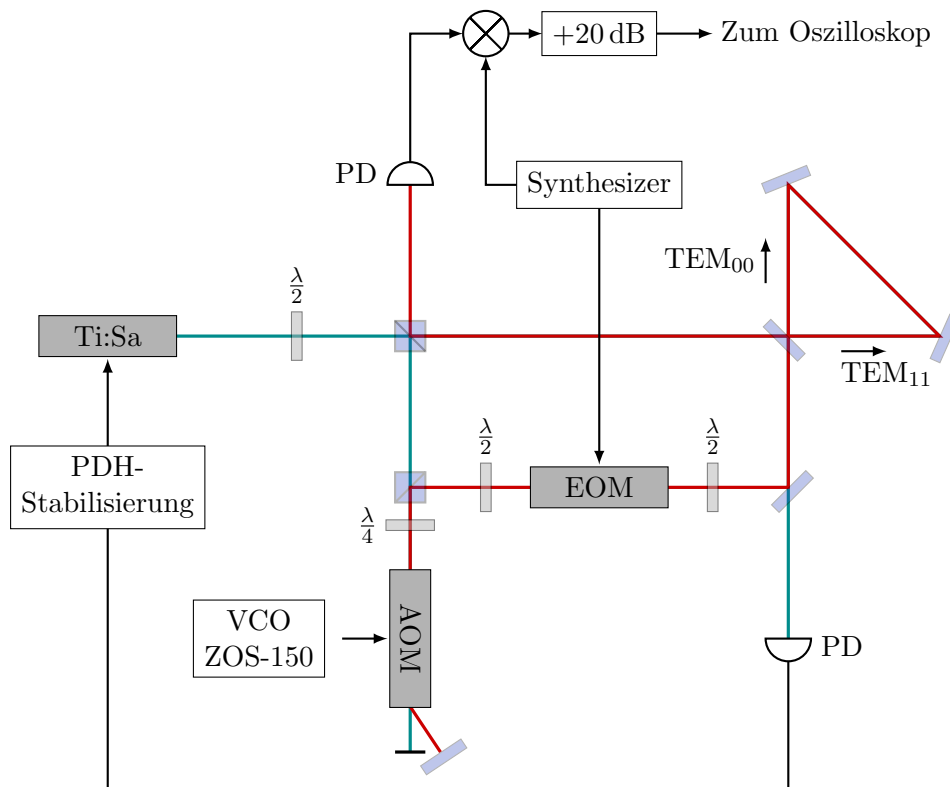 +20 dB
Zum Oszilloskop
PD
Synthesizer
TEM₀₀
λ/2
Ti:Sa
TEM₁₁
λ/2
λ/2
PDH-
Stabilisierung
EOM
λ/4
VCO
ZOS-150
AOM
PD